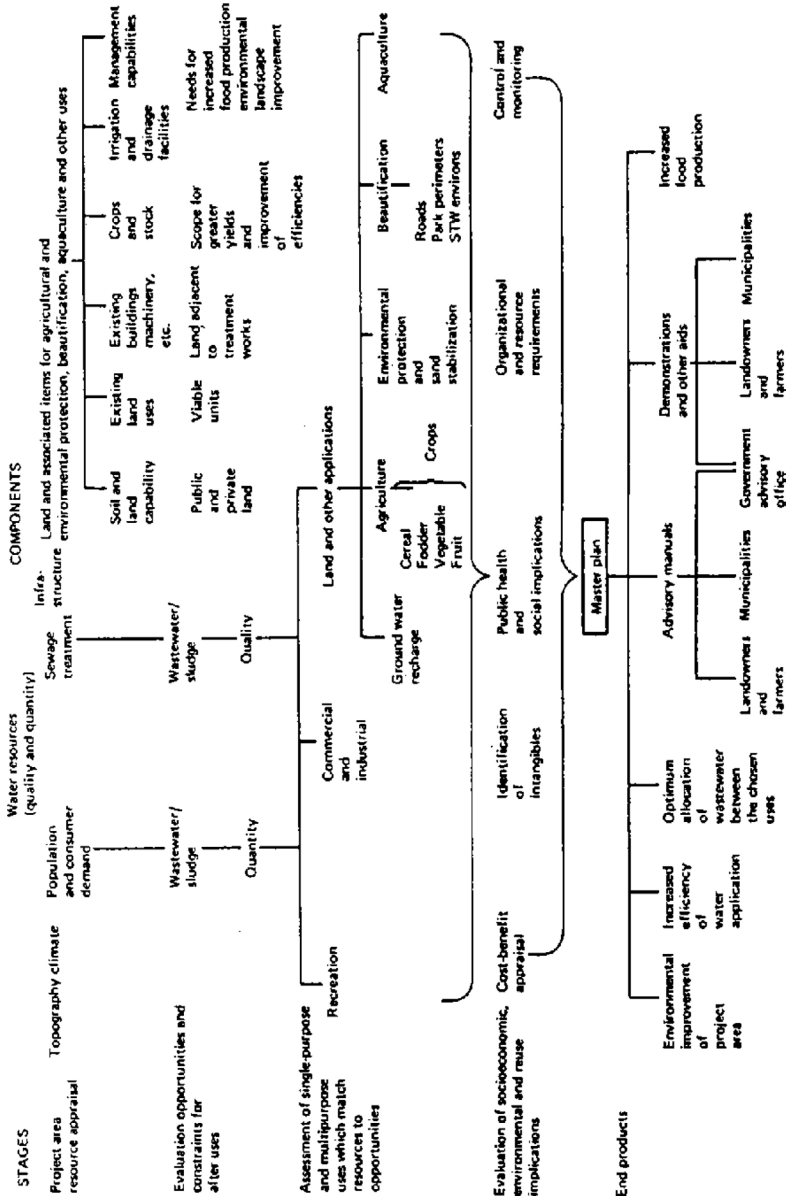 STAGES
COMPONENTS
Project area
resource appraisal
Topography climate
Water resources
(quality and quantity)
Population
and consumer
demand
Sewage
treatment
Infra-
structure
Land and associated items for agricultural and
environmental protection, beautification, aquaculture and other uses
Soil and
land
capability
Existing
land
uses
Existing
buildings
machinery,
etc.
Crops
and
stock
Irrigation
and
drainage
facilities
Management
capabilities
Evaluation opportunities and
constraints for
after uses
Wastewater/
sludge
Wastewater/
sludge
Public
and
private
land
Viable
units
Land adjacent
to
treatment
works
Scope for
greater
yields
and
improvement
of
efficiencies
Needs for
increased
food production
environmental
landscape
improvement
Quantity
Quality
Assessment of single-purpose
and multipurpose
uses which match
resources to
opportunities
Recreation
Commercial
and
industrial
Land and other applications
Ground water
recharge
Agriculture
Cereal
Fodder
Vegetable
Fruit
Crops
Environmental
protection
and
sand
stabilization
Beautification
Roads
Park perimeters
STW environs
Aquaculture
Evaluation of socioeconomic,
environmental and reuse
implications
Cost-benefit
appraisal
Identification
of
intangibles
Public health
and
social implications
Organizational
and resource
requirements
Control and
monitoring
Master plan
End products
Environmental
improvement
of
project
area
Increased
efficiency
of
water
application
Optimum
allocation
of
wastewater
between
the chosen
uses
Advisory manuals
Landowners
and
farmers
Municipalities
Government
advisory
office
Demonstrations
and other aids
Landowners
and
farmers
Municipalities
Increased
food
production